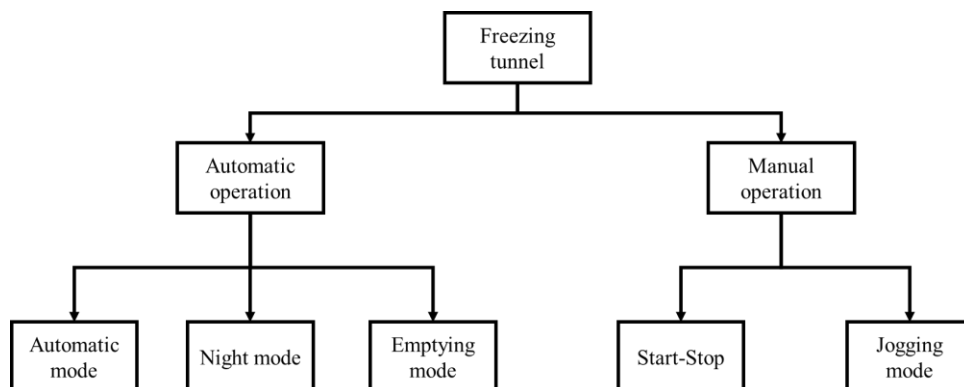 Freezing
tunnel
Automatic
operation
Manual
operation
Automatic
mode
Night mode
Emptying
mode
Start-Stop
Jogging
mode